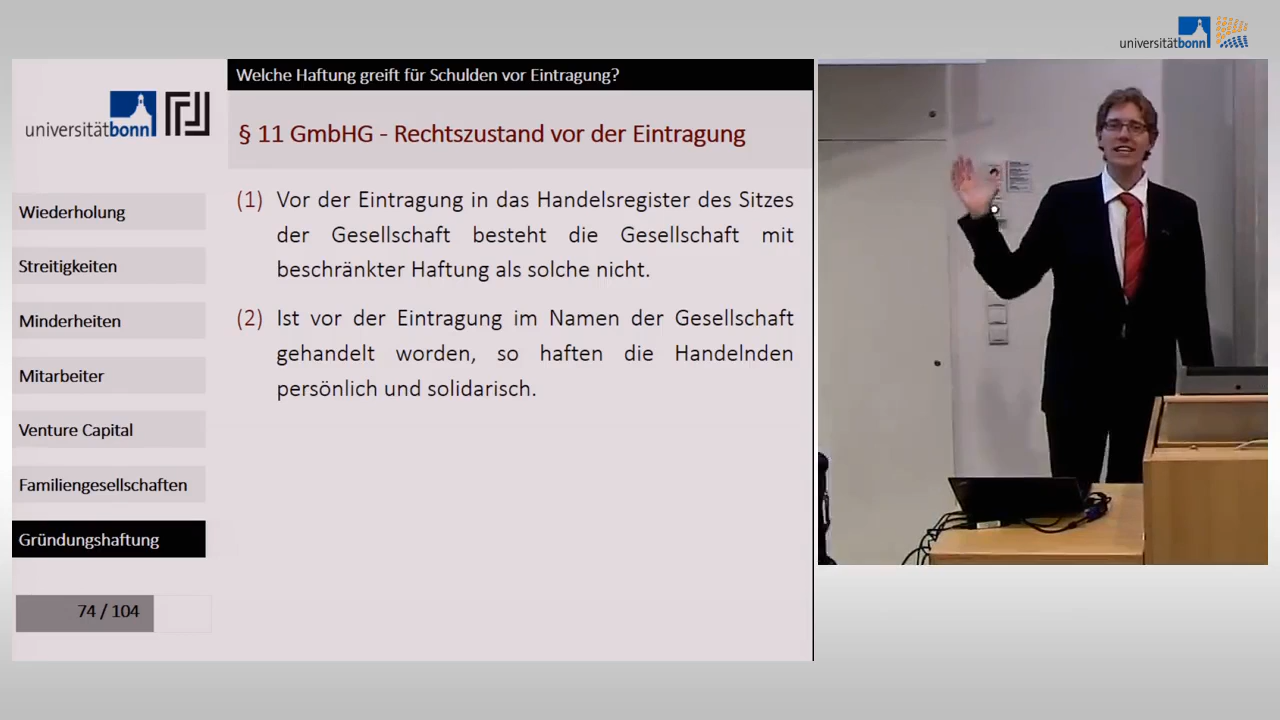 universitätbonn
Welche Haftung greift für Schulden vor Eintragung?
universitätbonn
§ 11 GmbHG - Rechtszustand vor der Eintragung
(1) Vor der Eintragung in das Handelsregister des Sitzes
der Gesellschaft besteht die Gesellschaft mit
beschränkter Haftung als solche nicht.
(2) Ist vor der Eintragung im Namen der Gesellschaft
gehandelt worden, so haften die Handelnden
persönlich und solidarisch.
Wiederholung
Streitigkeiten
Minderheiten
Mitarbeiter
Venture Capital
Familiengesellschaften
Gründungshaftung
74 / 104